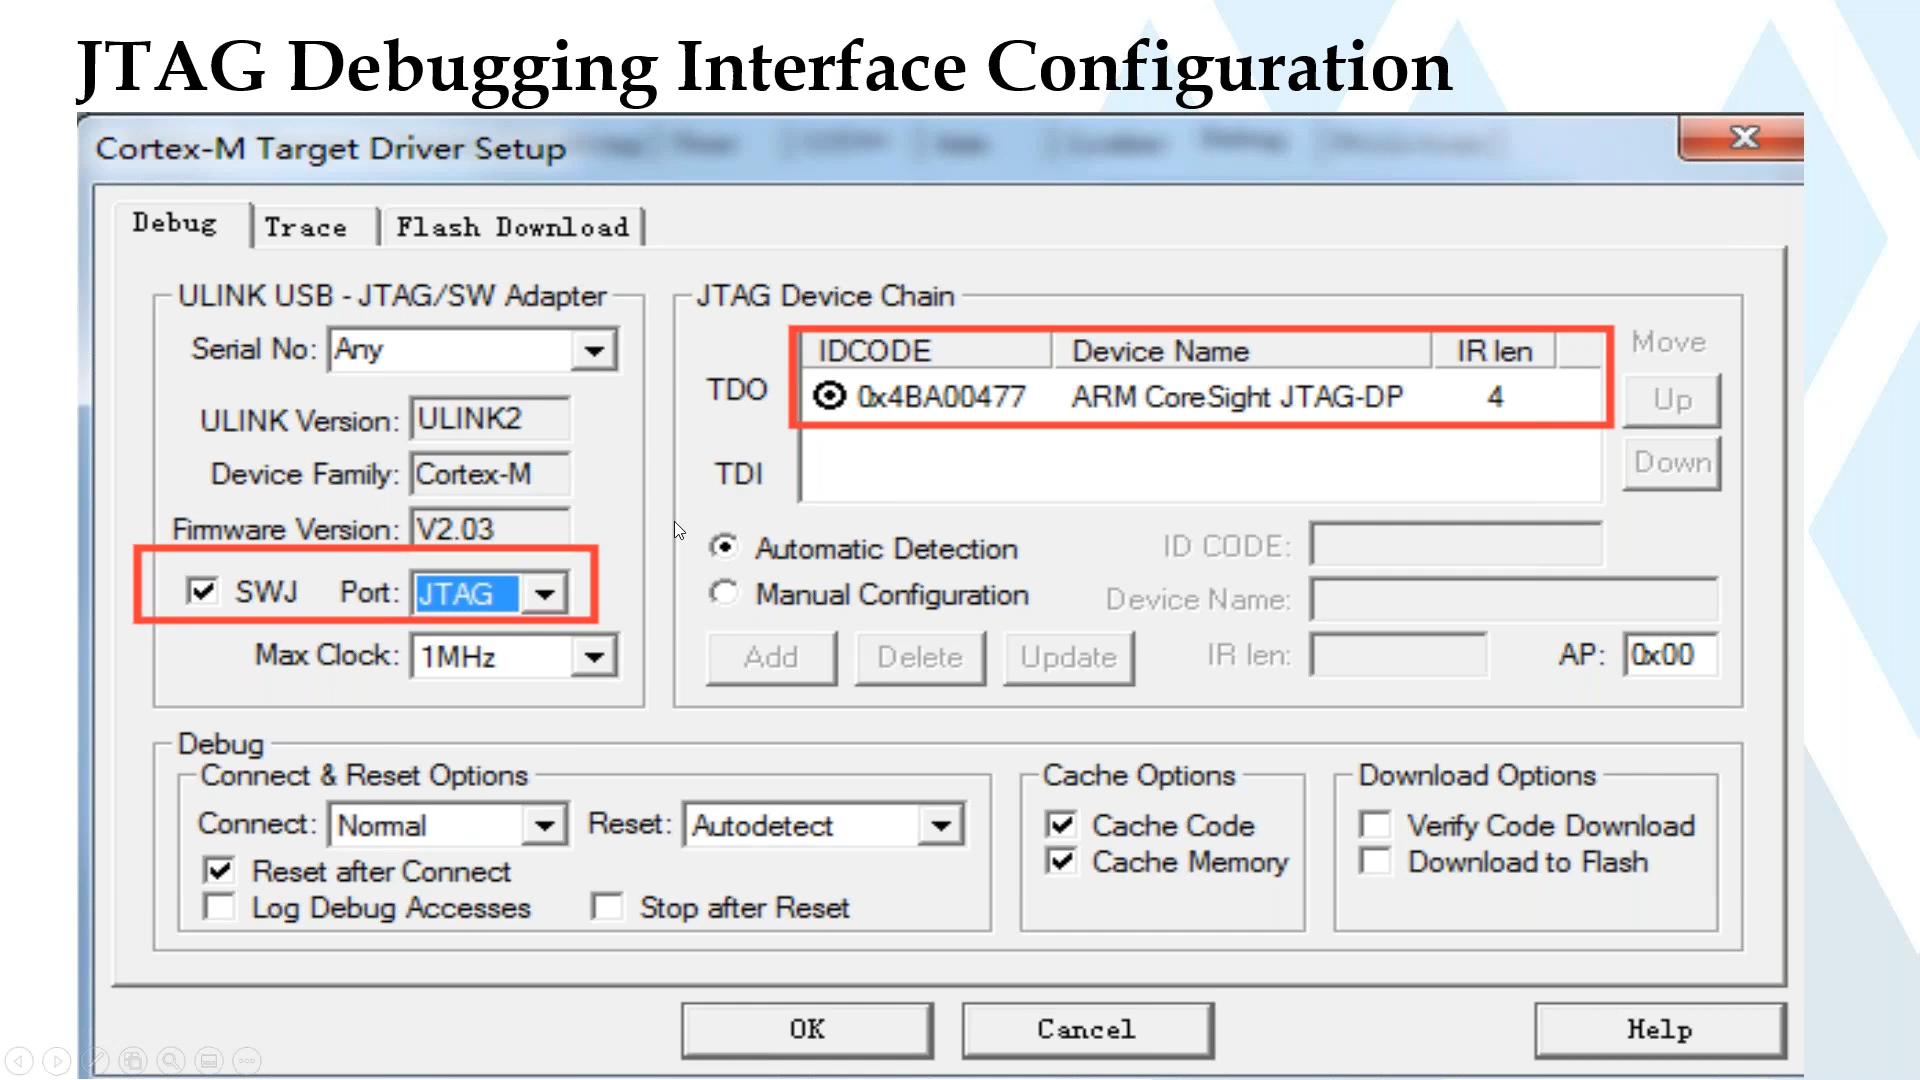 JTAG Debugging Interface Configuration
Cortex-M Target Driver Setup
Debug Trace Flash Download
ULINK USB - JTAG/SW Adapter
Serial No: Any
ULINK Version: ULINK2
Device Family: Cortex-M
Firmware Version: V2.03
SWJ Port: JTAG
Max Clock: 1MHz
JTAG Device Chain
IDCODE Device Name IR len Move
TDO 0x4BA00477 ARM CoreSight JTAG-DP 4 Up
TDI Down
Automatic Detection ID CODE:
Manual Configuration Device Name:
Add Delete Update IR len: AP: 0x00
Debug
Connect & Reset Options
Connect: Normal Reset: Autodetect
Reset after Connect
Log Debug Accesses Stop after Reset
Cache Options
Cache Code
Cache Memory
Download Options
Verify Code Download
Download to Flash
OK Cancel Help